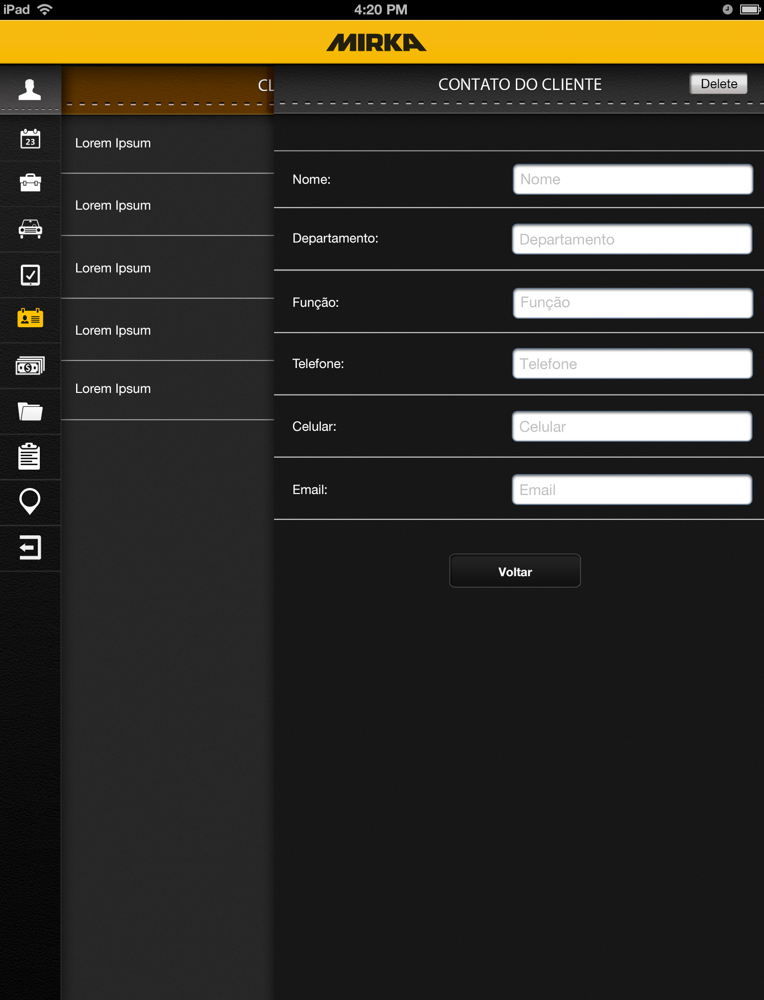 iPad
4:20 PM
MIRKA
CL
CONTATO DO CLIENTE
Delete
23
Lorem Ipsum
Lorem Ipsum
Lorem Ipsum
Lorem Ipsum
Lorem Ipsum
Nome:
Nome
Departamento:
Departamento
Função:
Função
Telefone:
Telefone
Celular:
Celular
Email:
Email
Voltar